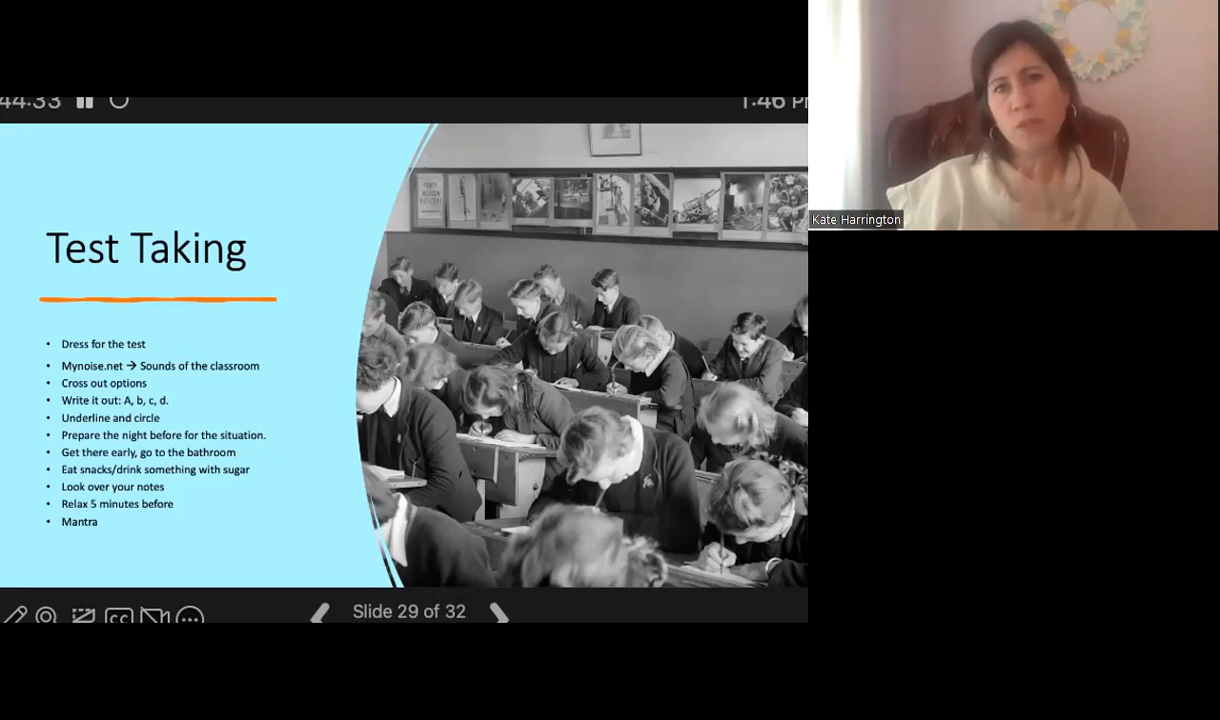 44:33
1:46 P
Test Taking
• Dress for the test
• Mynoise.net → Sounds of the classroom
• Cross out options
• Write it out: A, b, c, d.
• Underline and circle
• Prepare the night before for the situation.
• Get there early, go to the bathroom
• Eat snacks/drink something with sugar
• Look over your notes
• Relax 5 minutes before
• Mantra
CC
Slide 29 of 32
Kate Harrington